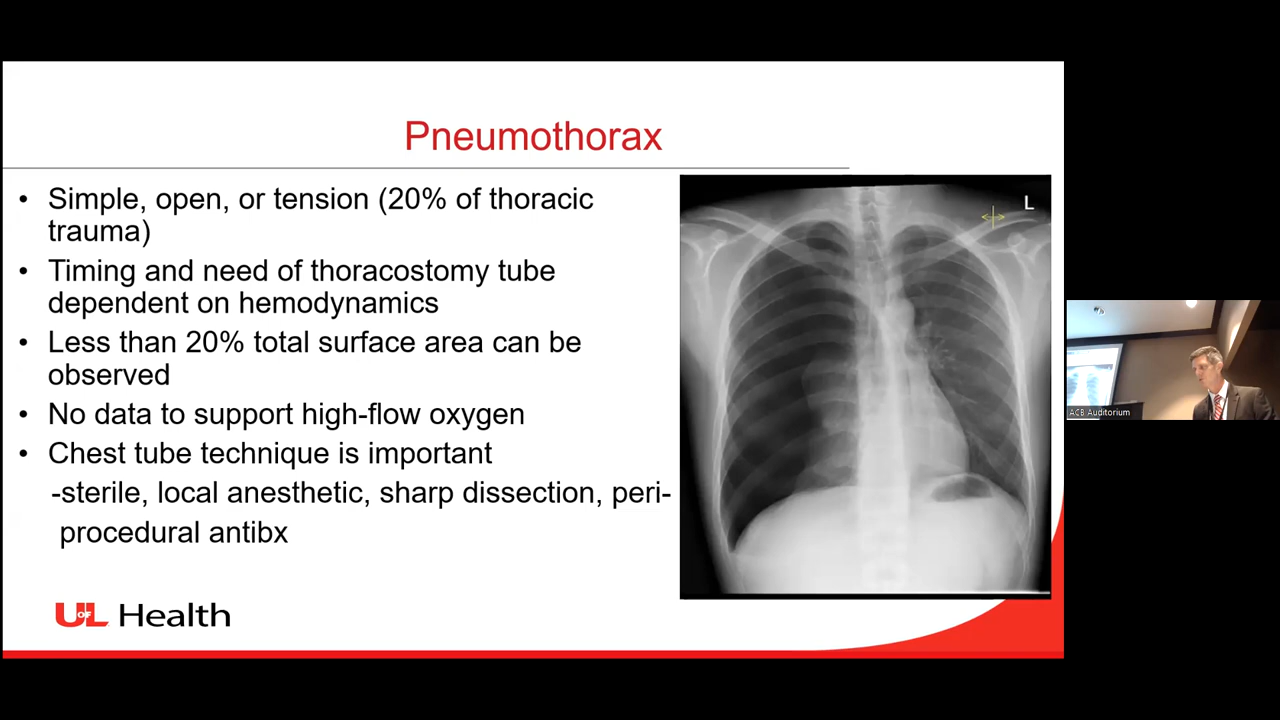 Pneumothorax
• Simple, open, or tension (20% of thoracic
trauma)
• Timing and need of thoracostomy tube
dependent on hemodynamics
• Less than 20% total surface area can be
observed
• No data to support high-flow oxygen
• Chest tube technique is important
-sterile, local anesthetic, sharp dissection, peri-
procedural antibx
L
UofL Health
ACB Auditorium